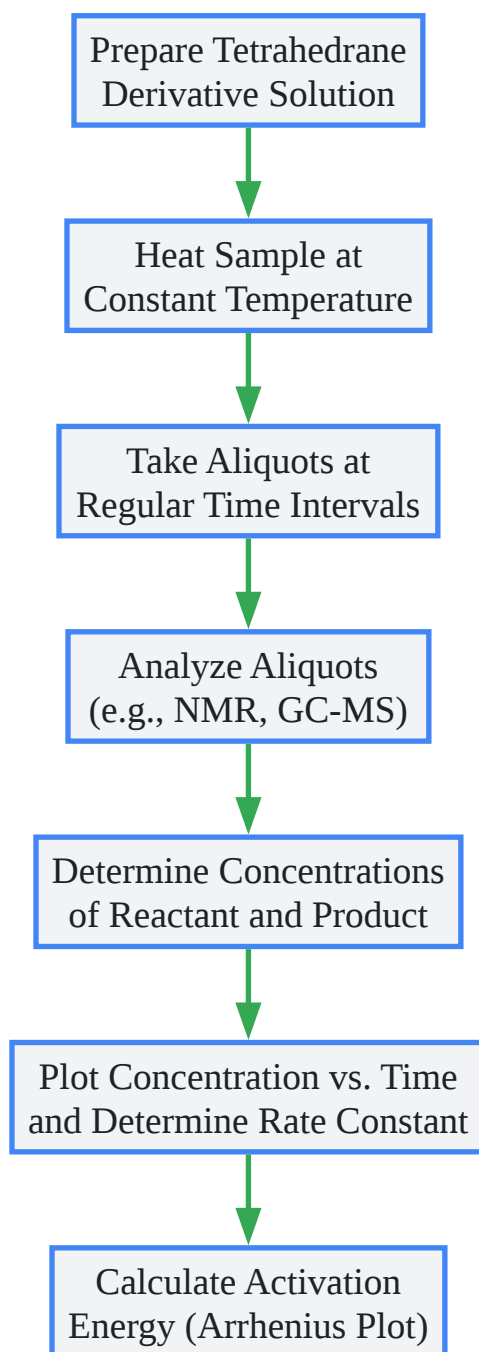 Prepare Tetrahedrane
Derivative Solution
Heat Sample at
Constant Temperature
Take Aliquots at
Regular Time Intervals
Analyze Aliquots
(e.g., NMR, GC-MS)
Determine Concentrations
of Reactant and Product
Plot Concentration vs. Time
and Determine Rate Constant
Calculate Activation
Energy (Arrhenius Plot)